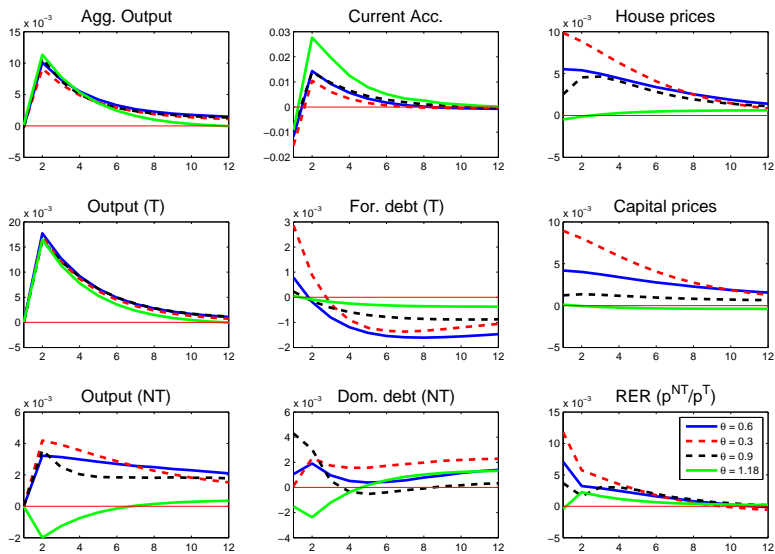 Agg. Output
x 10⁻³
15
10
5
0
−5
2 4 6 8 10 12
Current Acc.
0.03
0.02
0.01
0
−0.01
−0.02
2 4 6 8 10 12
House prices
x 10⁻³
10
5
0
−5
2 4 6 8 10 12
Output (T)
x 10⁻³
20
15
10
5
0
−5
2 4 6 8 10 12
For. debt (T)
x 10⁻³
3
2
1
0
−1
−2
2 4 6 8 10 12
Capital prices
x 10⁻³
10
5
0
−5
2 4 6 8 10 12
Output (NT)
x 10⁻³
6
4
2
0
−2
2 4 6 8 10 12
Dom. debt (NT)
x 10⁻³
6
4
2
0
−2
−4
2 4 6 8 10 12
RER (p^NT/p^T)
x 10⁻³
15
10
5
0
−5
2 4 6 8 10 12
θ = 0.6
θ = 0.3
θ = 0.9
θ = 1.18